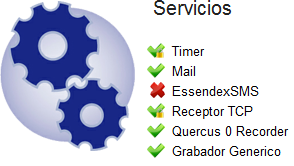 Servicios
Timer
Mail
EssendexSMS
Receptor TCP
Quercus 0 Recorder
Grabador Generico